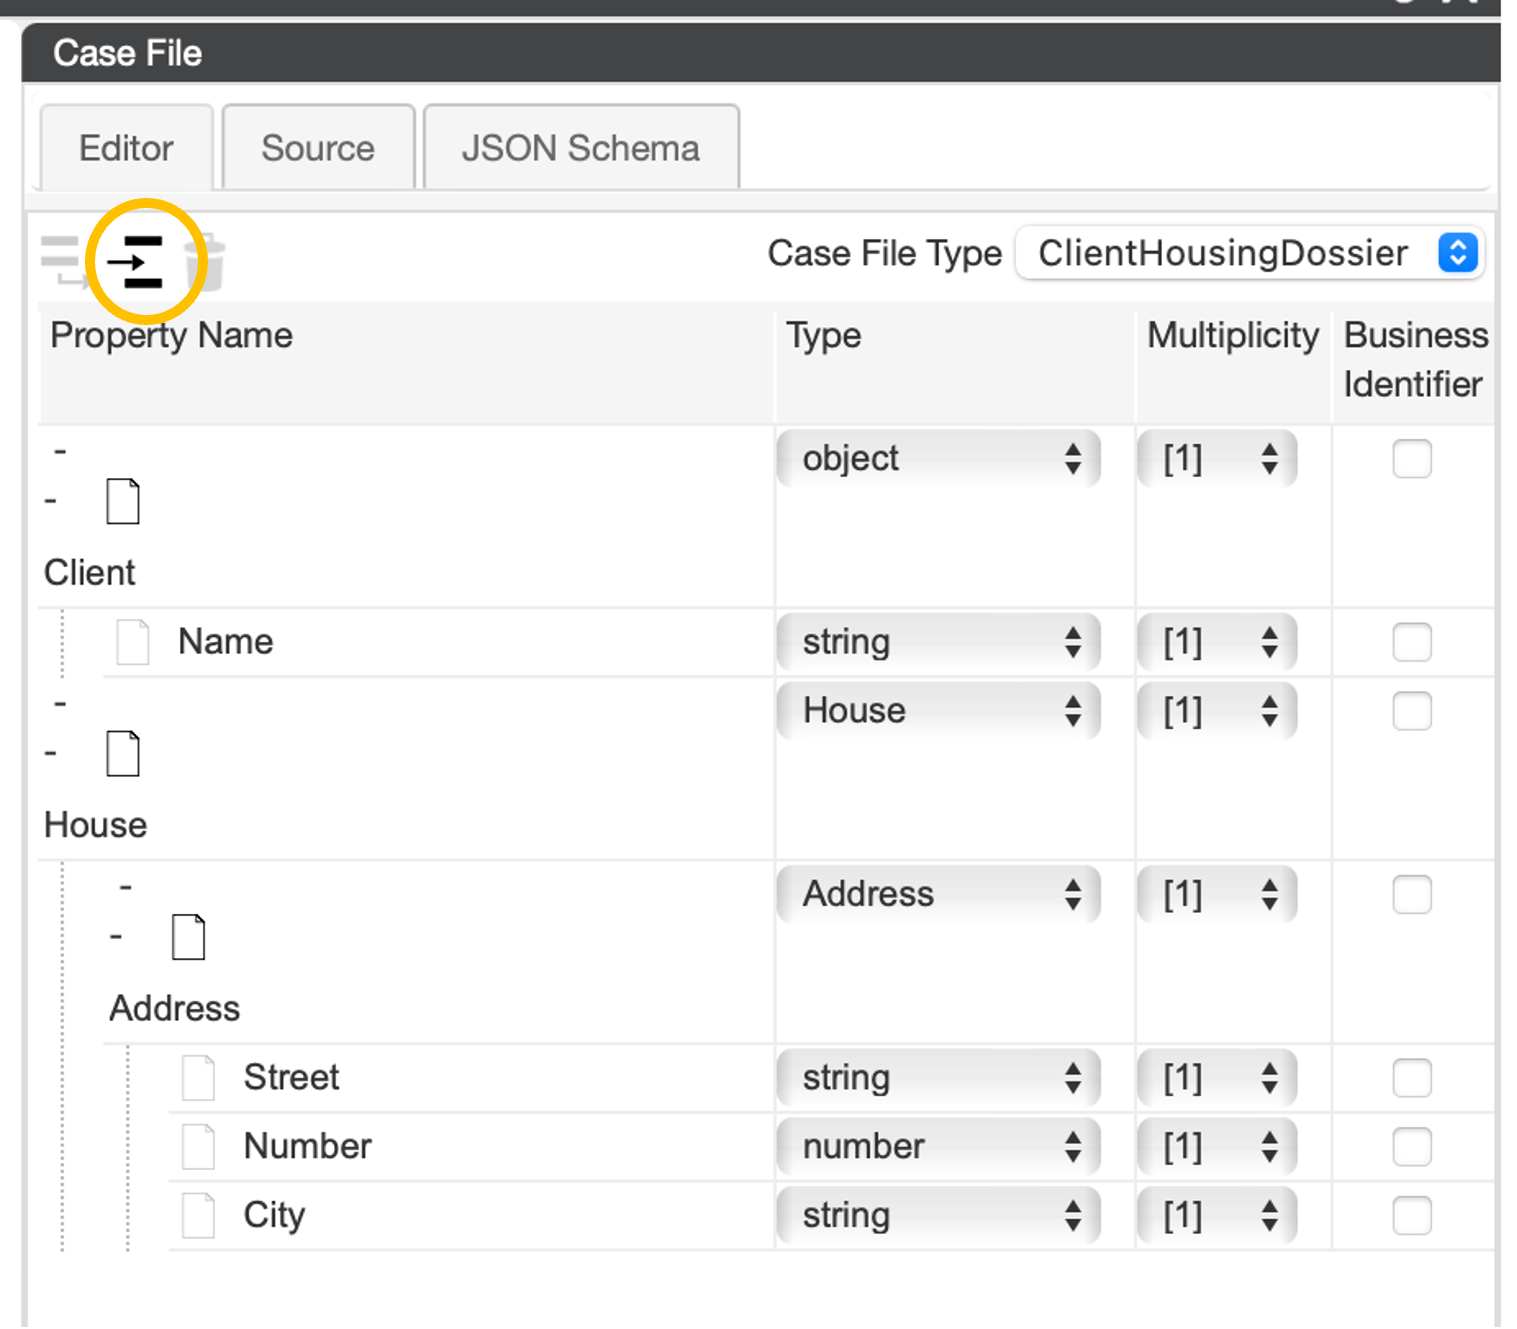 Case File
Editor Source JSON Schema
Case File Type ClientHousingDossier
Property Name Type Multiplicity Business Identifier
- object [1]
-
Client
Name string [1]
- House [1]
-
House
- Address [1]
-
Address
Street string [1]
Number number [1]
City string [1]